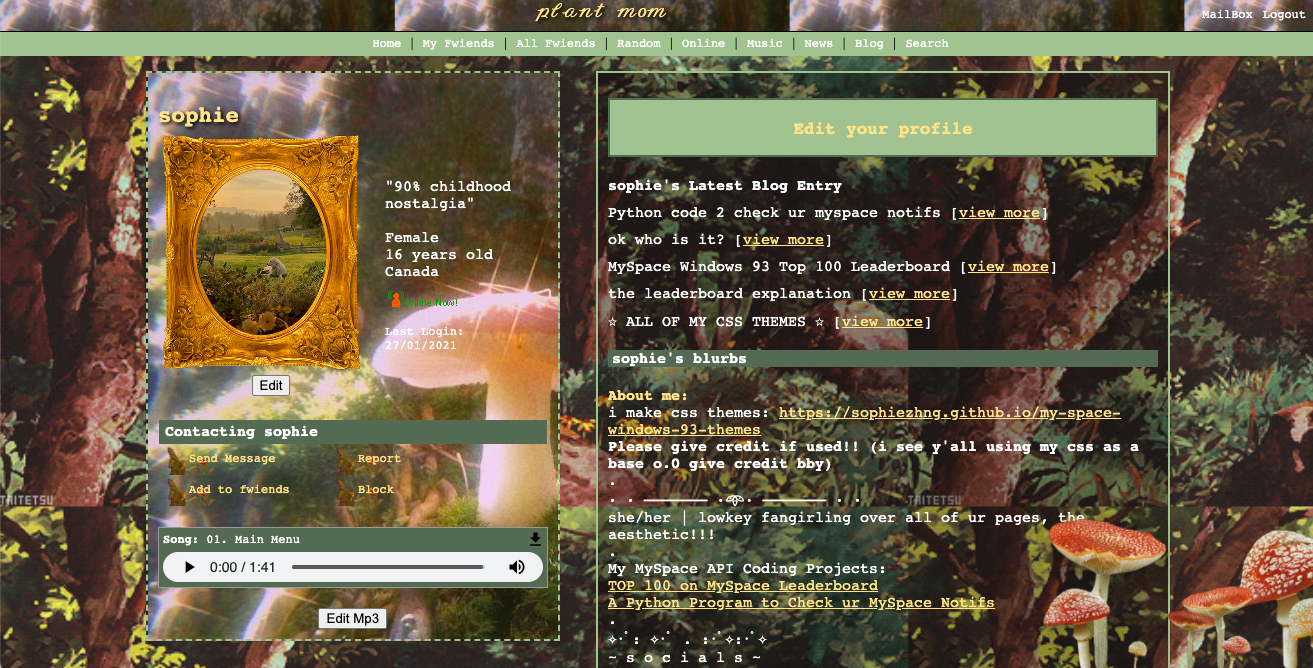 plant mom
MailBox Logout
Home | My Fwiends | All Fwiends | Random | Online | Music | News | Blog | Search
sophie
"90% childhood
nostalgia"
Female
16 years old
Canada
Now!
Last Login:
27/01/2021
Edit
Contacting sophie
Send Message Report
Add to fwiends Block
Song: 01. Main Menu
0:00 / 1:41
Edit Mp3
TAITETSU
Edit your profile
sophie's Latest Blog Entry
Python code 2 check ur myspace notifs [view more]
ok who is it? [view more]
MySpace Windows 93 Top 100 Leaderboard [view more]
the leaderboard explanation [view more]
☆ ALL OF MY CSS THEMES ☆ [view more]
sophie's blurbs
About me:
i make css themes: https://sophiezhng.github.io/my-space-
windows-93-themes
Please give credit if used!! (i see y'all using my css as a
base o.0 give credit bby)
she/her | lowkey fangirling over all of ur pages, the
aesthetic!!!
My MySpace API Coding Projects:
TOP 100 on MySpace Leaderboard
A Python Program to Check ur MySpace Notifs
~ s o c i a l s ~
TAITETSU